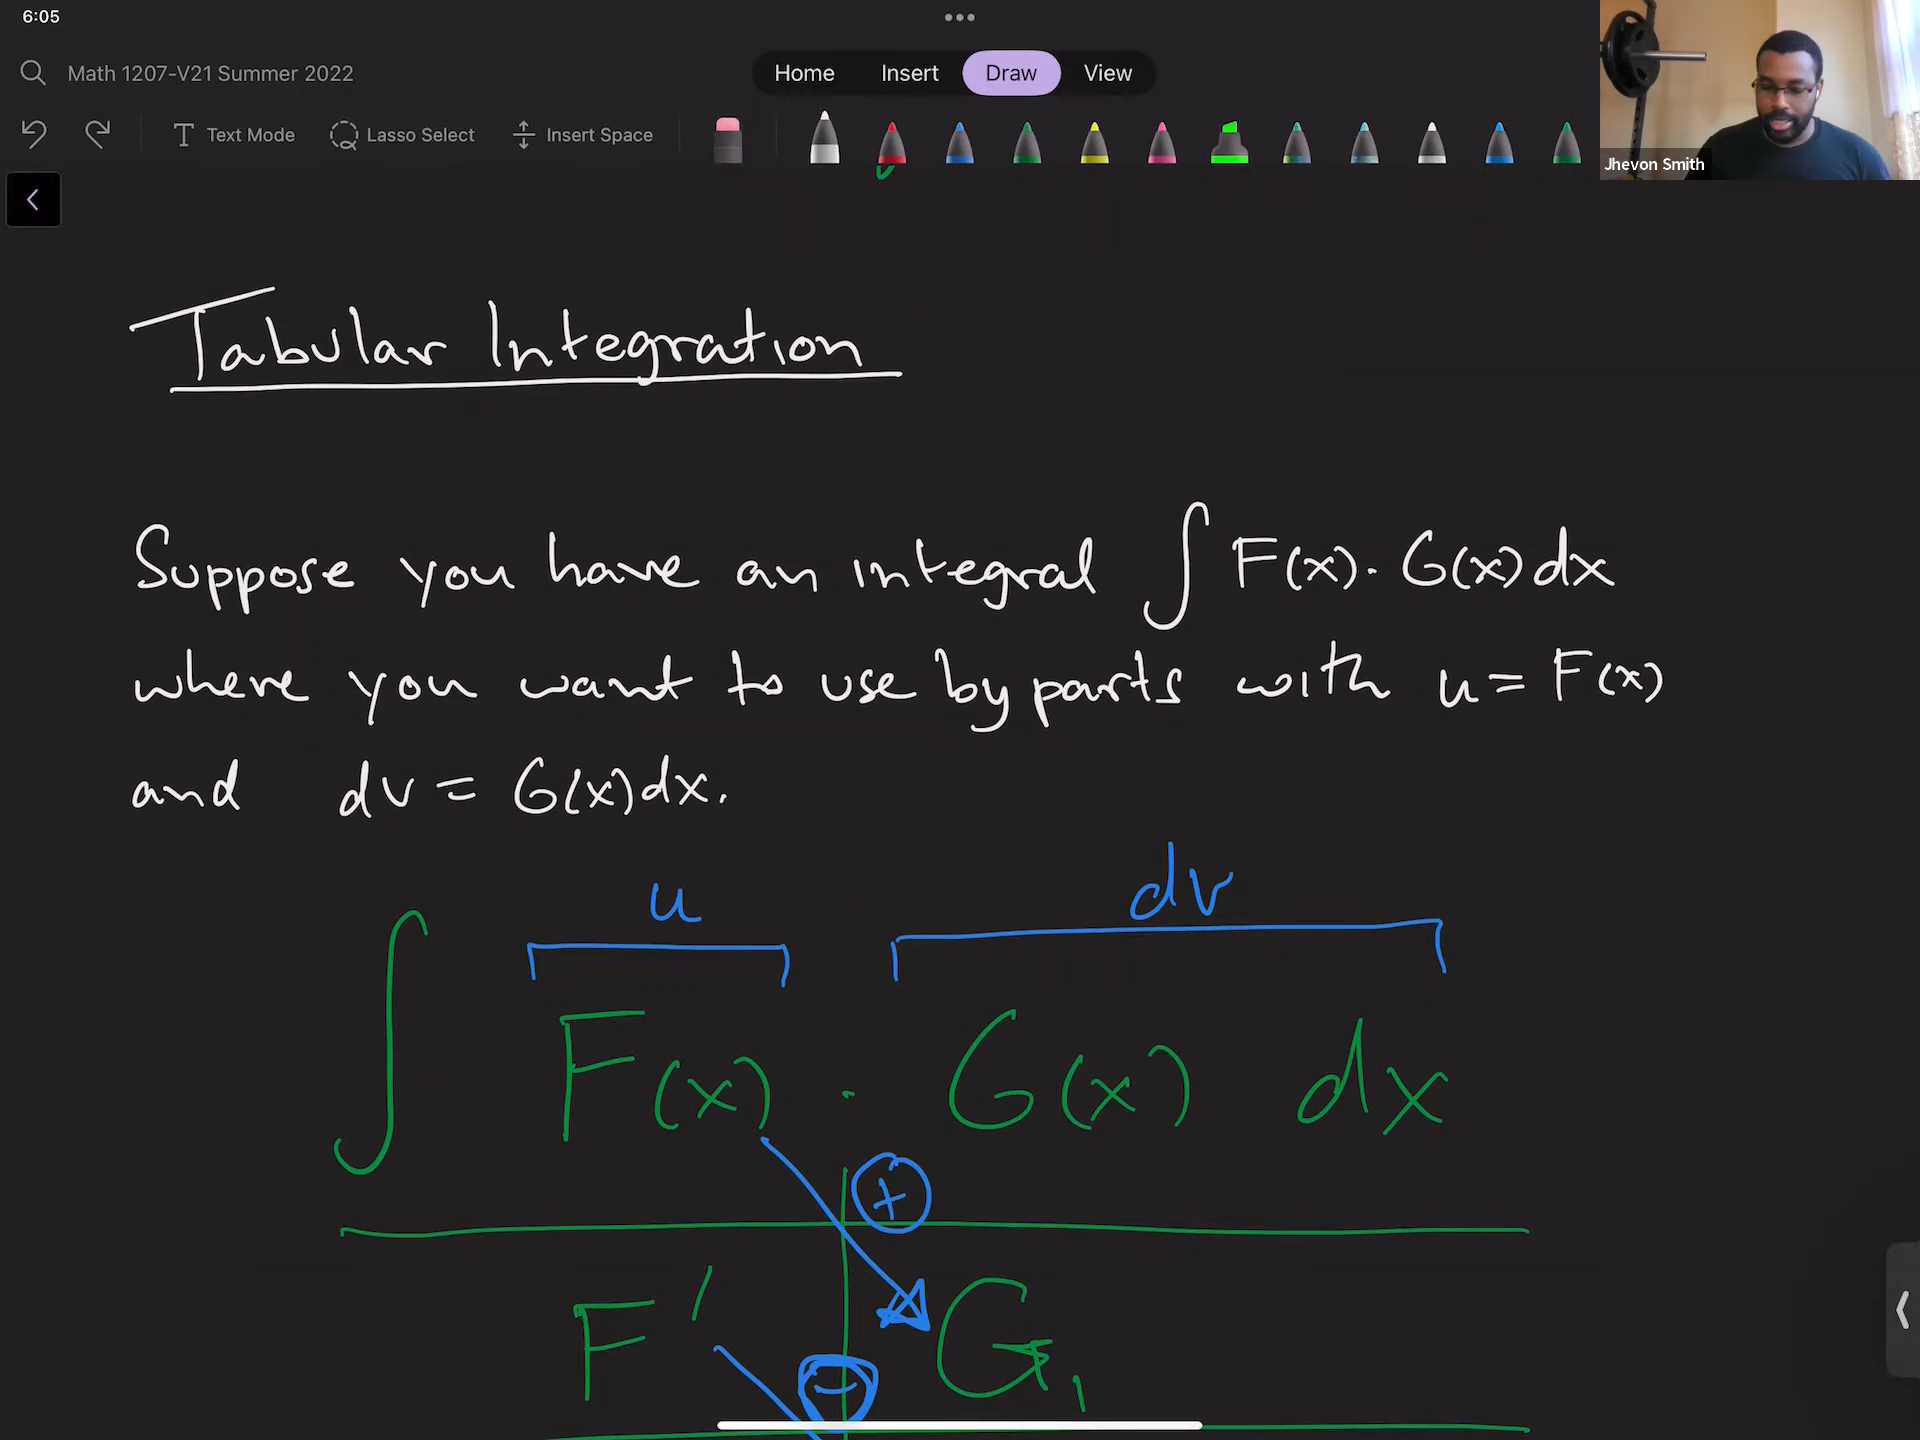 6:05
Math 1207-V21 Summer 2022
Home Insert Draw View
Text Mode Lasso Select Insert Space
Jhevon Smith
Tabular Integration
Suppose you have an integral ∫ F(x) · G(x) dx
where you want to use by parts with u = F(x)
and dv = G(x) dx.
u dv
∫ F(x) · G(x) dx
+
F' G₁
−